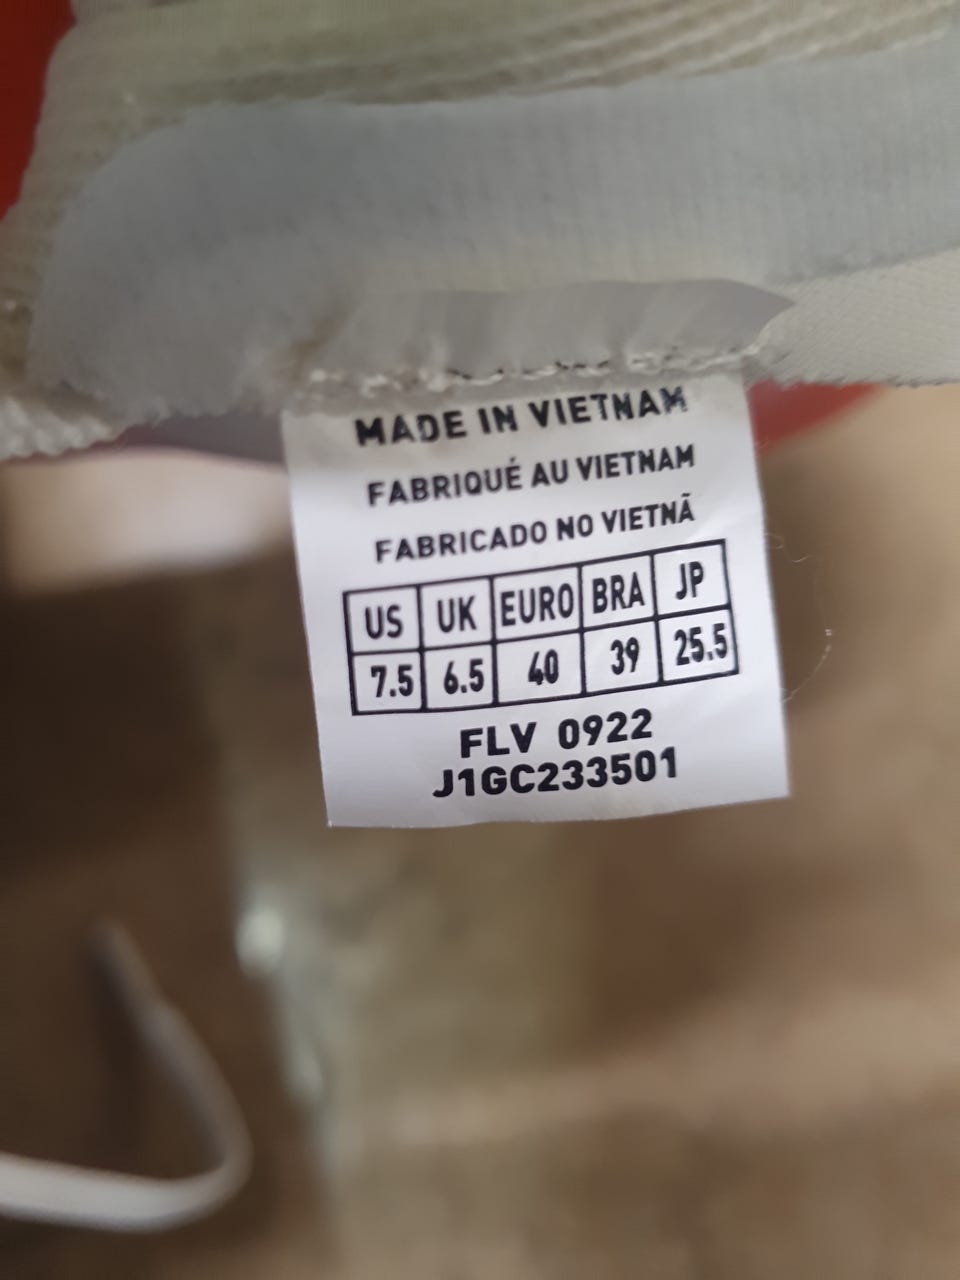 MADE IN VIETNAM
FABRIQUÉ AU VIETNAM
FABRICADO NO VIETNÃ
US UK EURO BRA JP
7.5 6.5 40 39 25.5
FLV 0922
J1GC233501